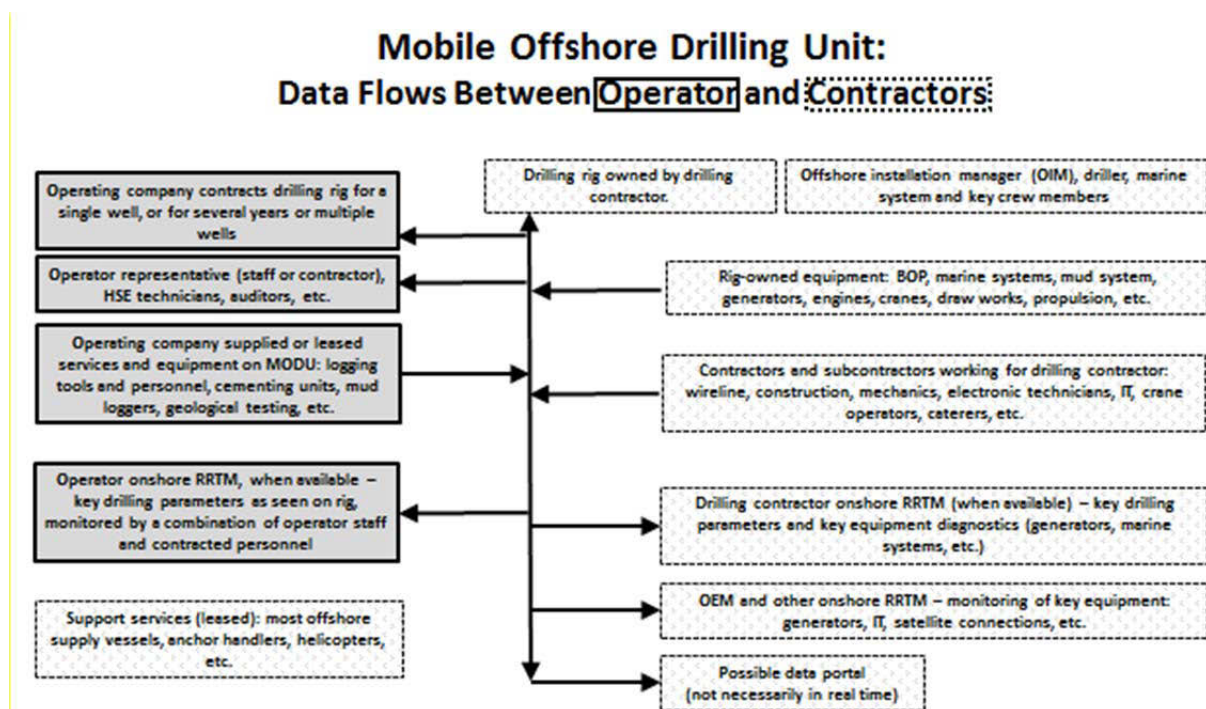 Mobile Offshore Drilling Unit:
Data Flows Between Operator and Contractors
Operating company contracts drilling rig for a
single well, or for several years or multiple
wells
Drilling rig owned by drilling
contractor.
Offshore installation manager (OIM), driller, marine
system and key crew members
Operator representative (staff or contractor),
HSE technicians, auditors, etc.
Rig-owned equipment: BOP, marine systems, mud system,
generators, engines, cranes, draw works, propulsion, etc.
Operating company supplied or leased
services and equipment on MODU: logging
tools and personnel, cementing units, mud
loggers, geological testing, etc.
Contractors and subcontractors working for drilling contractor:
wireline, construction, mechanics, electronic technicians, IT, crane
operators, caterers, etc.
Operator onshore RRTM, when available –
key drilling parameters as seen on rig,
monitored by a combination of operator staff
and contracted personnel
Drilling contractor onshore RRTM (when available) – key drilling
parameters and key equipment diagnostics (generators, marine
systems, etc.)
OEM and other onshore RRTM – monitoring of key equipment:
generators, IT, satellite connections, etc.
Support services (leased): most offshore
supply vessels, anchor handlers, helicopters,
etc.
Possible data portal
(not necessarily in real time)